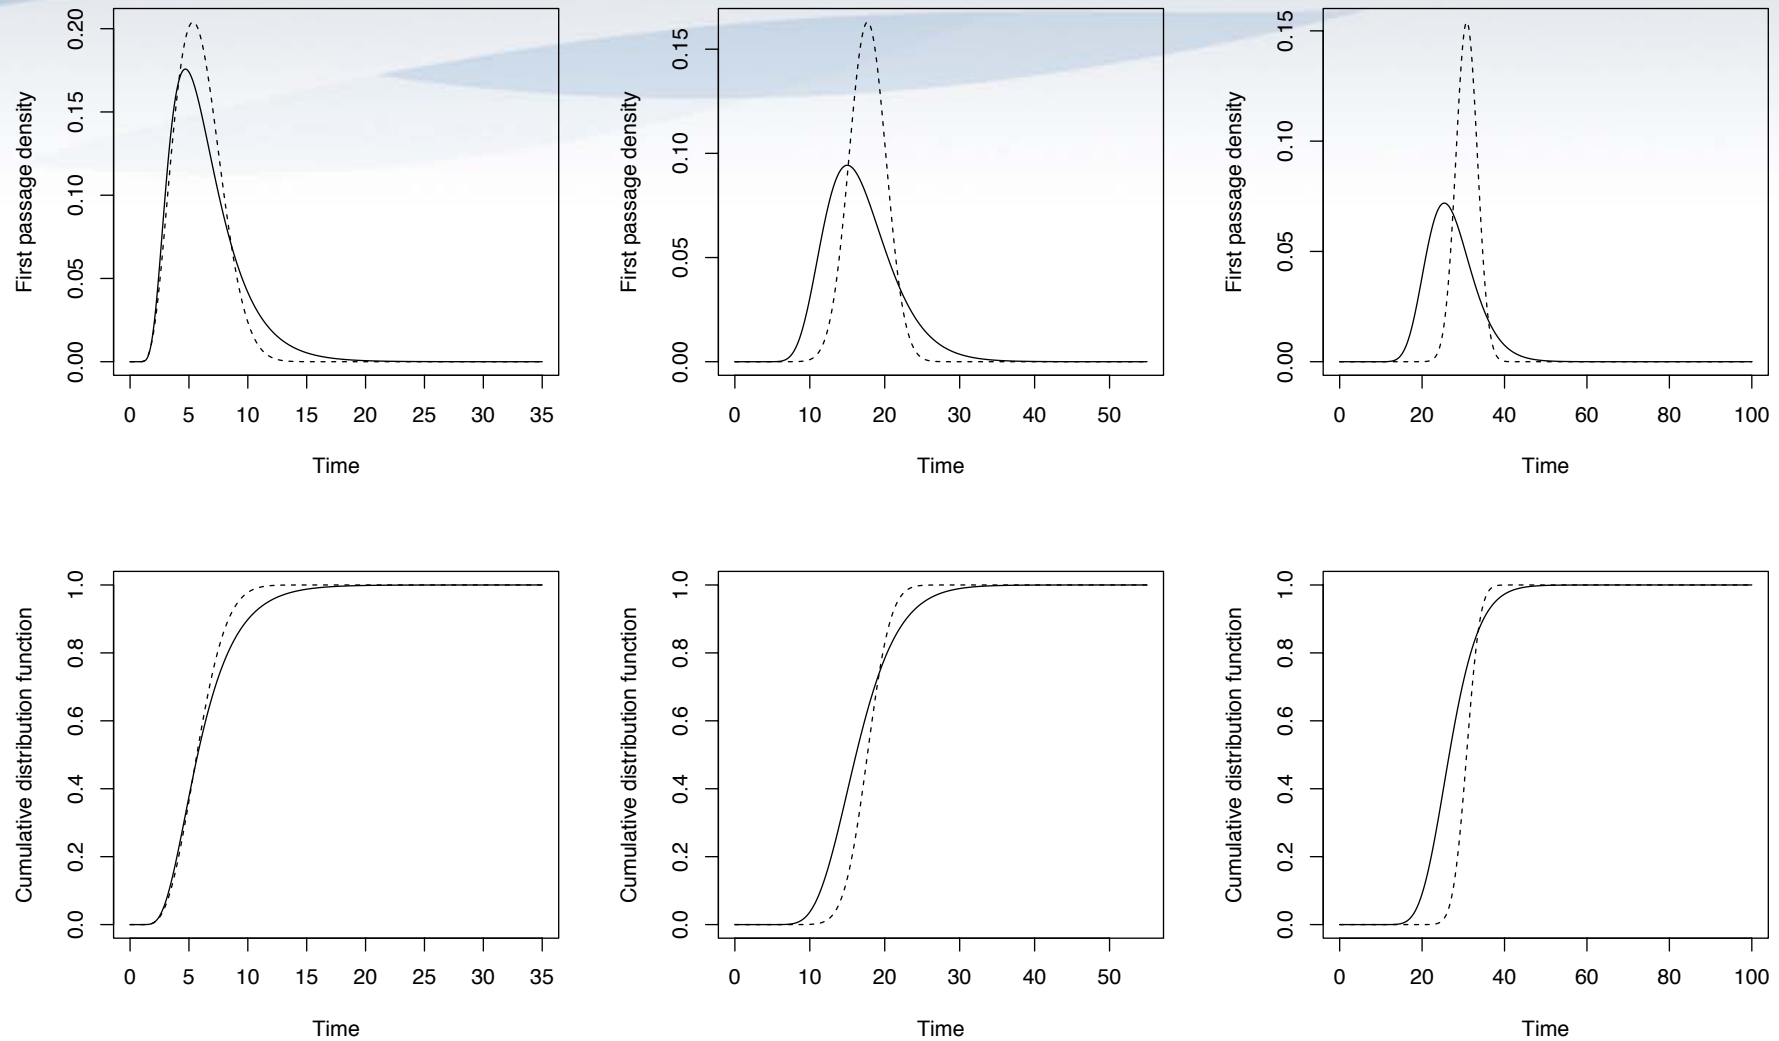 First passage density
0.00 0.05 0.10 0.15 0.20
0 5 10 15 20 25 30 35
Time
First passage density
0.00 0.05 0.10 0.15
0 10 20 30 40 50
Time
First passage density
0.00 0.05 0.10 0.15
0 20 40 60 80 100
Time
Cumulative distribution function
0.0 0.2 0.4 0.6 0.8 1.0
0 5 10 15 20 25 30 35
Time
Cumulative distribution function
0.0 0.2 0.4 0.6 0.8 1.0
0 10 20 30 40 50
Time
Cumulative distribution function
0.0 0.2 0.4 0.6 0.8 1.0
0 20 40 60 80 100
Time